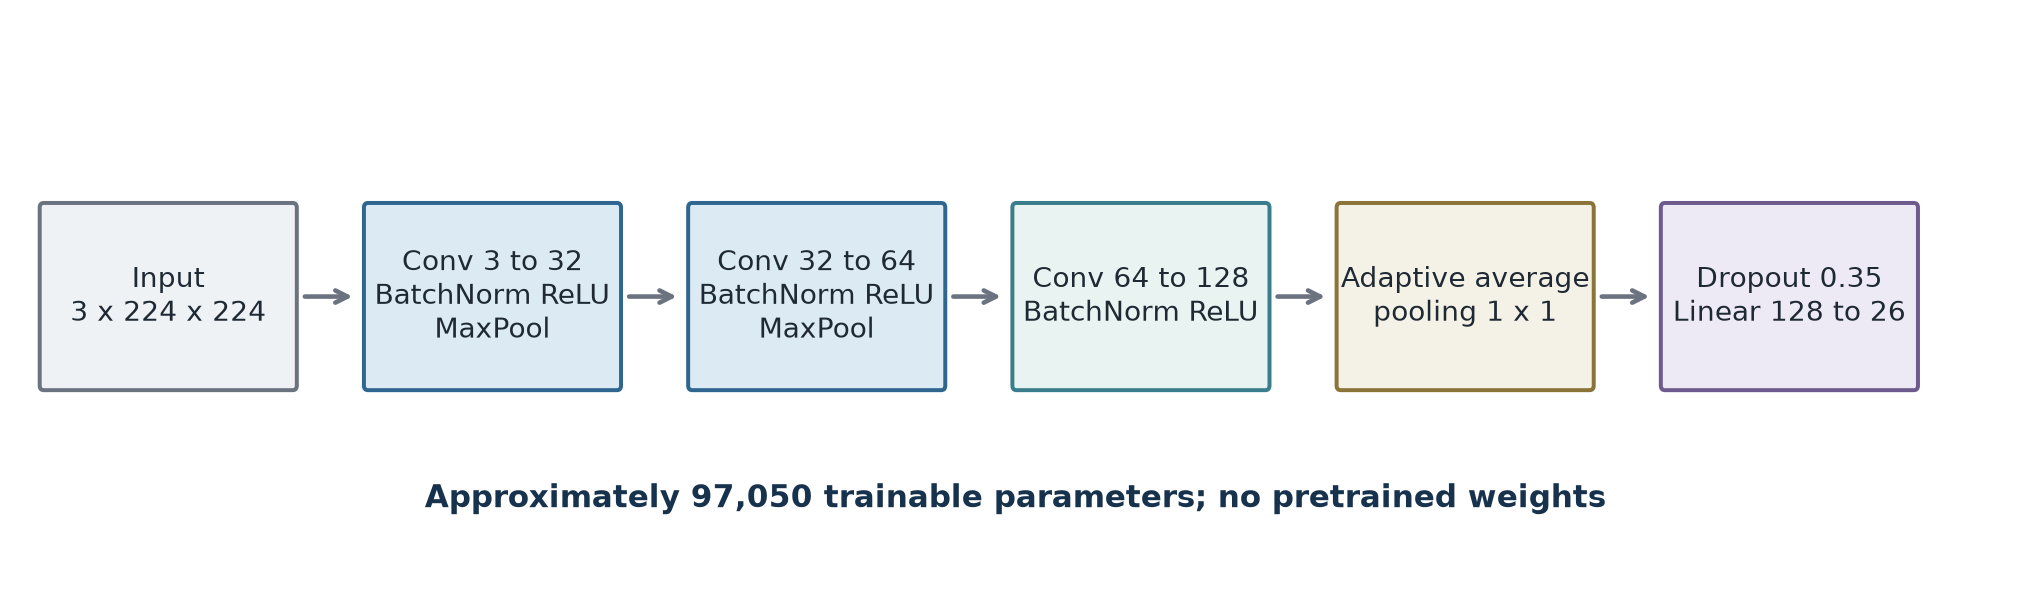 Input
3 x 224 x 224
Conv 3 to 32
BatchNorm ReLU
MaxPool
Conv 32 to 64
BatchNorm ReLU
MaxPool
Conv 64 to 128
BatchNorm ReLU
Adaptive average
pooling 1 x 1
Dropout 0.35
Linear 128 to 26
Approximately 97,050 trainable parameters; no pretrained weights